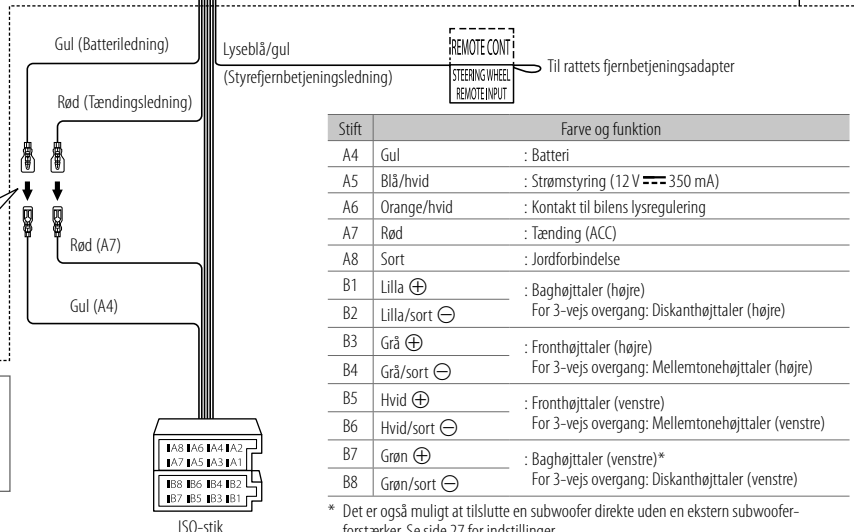 Gul (Batteriledning)
Lyseblå/gul
(Styrefjernbetjeningsledning)
REMOTE CONT
STEERING WHEEL
REMOTE INPUT
Til rattets fjernbetjeningsadapter
Rød (Tændingsledning)
Rød (A7)
Gul (A4)
Stift Farve og funktion
A4 Gul : Batteri
A5 Blå/hvid : Strømstyring (12 V ⎓ 350 mA)
A6 Orange/hvid : Kontakt til bilens lysregulering
A7 Rød : Tænding (ACC)
A8 Sort : Jordforbindelse
B1 Lilla ⊕ : Baghøjttaler (højre)
B2 Lilla/sort ⊖ For 3-vejs overgang: Diskanthøjttaler (højre)
B3 Grå ⊕ : Fronthøjttaler (højre)
B4 Grå/sort ⊖ For 3-vejs overgang: Mellemtonehøjttaler (højre)
B5 Hvid ⊕ : Fronthøjttaler (venstre)
B6 Hvid/sort ⊖ For 3-vejs overgang: Mellemtonehøjttaler (venstre)
B7 Grøn ⊕ : Baghøjttaler (venstre)*
B8 Grøn/sort ⊖ For 3-vejs overgang: Diskanthøjttaler (venstre)
* Det er også muligt at tilslutte en subwoofer direkte uden en ekstern subwoofer-
forstærker. Se side 27 for indstillinger.
A8 A6 A4 A2
A7 A5 A3 A1
B8 B6 B4 B2
B7 B5 B3 B1
ISO-stik